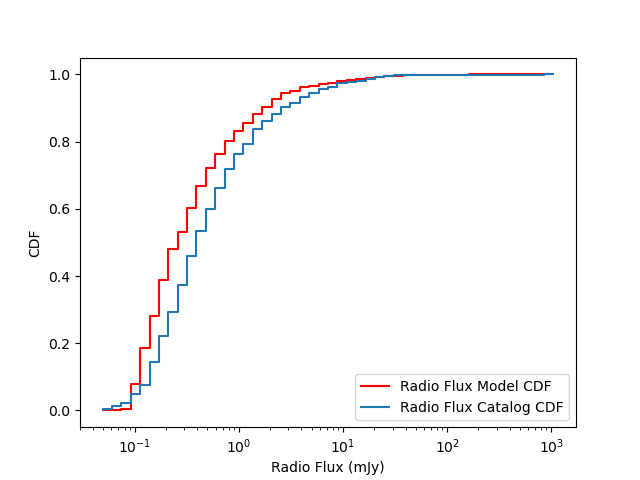 1.0
0.8
0.6
0.4
0.2
0.0
CDF
10⁻¹ 10⁰ 10¹ 10² 10³
Radio Flux (mJy)
Radio Flux Model CDF
Radio Flux Catalog CDF